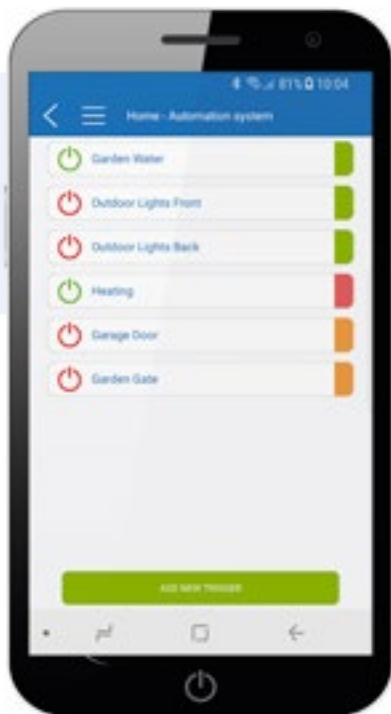 81% 10:04
Home - Automation system
Garden Water
Outdoor Lights Front
Outdoor Lights Back
Heating
Garage Door
Garden Gate
ADD NEW TRIGGER